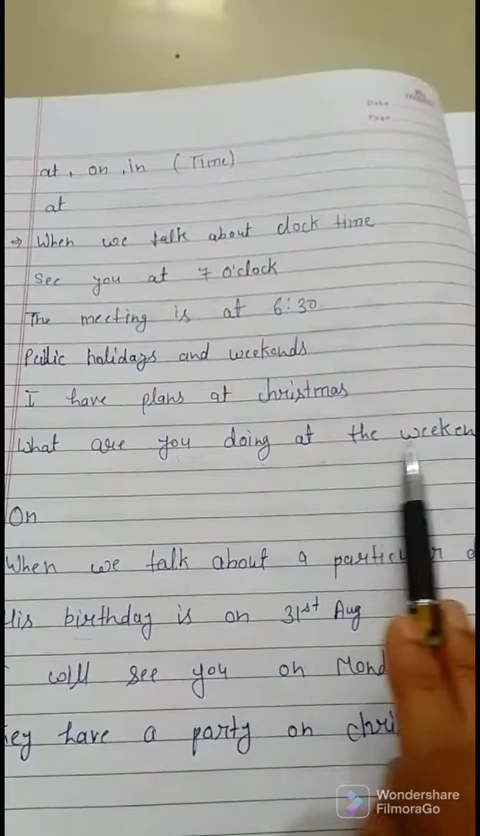 Date
Page
at, on, in (Time)
at
→ When we talk about clock time
See you at 7 O'clock
The meeting is at 6:30
Public holidays and weekends
I have plans at christmas
What are you doing at the weeken
On
When we talk about a particu r d
His birthday is on 31st Aug
I will see you on Mond
ey have a party on chri
Wondershare
FilmoraGo